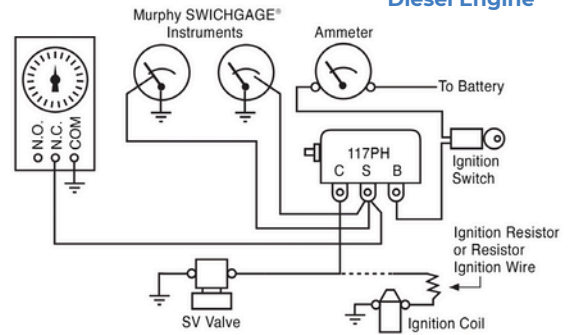 Diesel Engine
Murphy SWICHGAGE®
Instruments
Ammeter
To Battery
N.O.
N.C.
COM
117PH
C S B
Ignition
Switch
Ignition Resistor
or Resistor
Ignition Wire
SV Valve
Ignition Coil